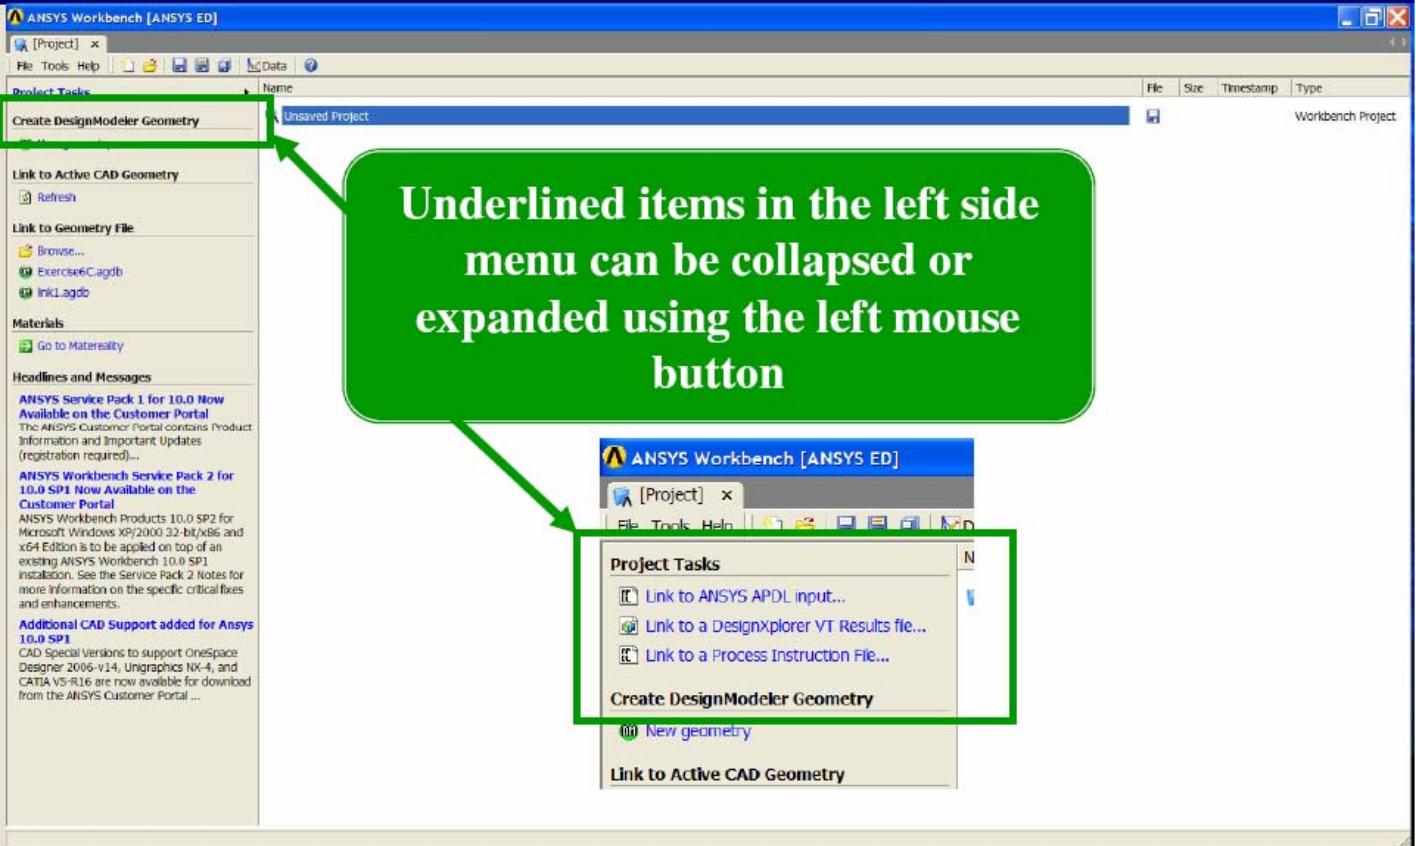 ANSYS Workbench [ANSYS ED]
[Project]
File Tools Help Data
Project Tasks
Name File Size Timestamp Type
Create DesignModeler Geometry
Unsaved Project Workbench Project
Link to Active CAD Geometry
Refresh
Link to Geometry File
Browse...
Exercise6C.agdb
lnk1.agdb
Materials
Go to Matereality
Headlines and Messages
ANSYS Service Pack 1 for 10.0 Now
Available on the Customer Portal
The ANSYS Customer Portal contains Product
Information and Important Updates
(registration required)...
ANSYS Workbench Service Pack 2 for
10.0 SP1 Now Available on the
Customer Portal
ANSYS Workbench Products 10.0 SP2 for
Microsoft Windows XP/2000 32-bit/x86 and
x64 Edition is to be applied on top of an
existing ANSYS Workbench 10.0 SP1
installation. See the Service Pack 2 Notes for
more information on the specific critical fixes
and enhancements.
Additional CAD Support added for Ansys
10.0 SP1
CAD Special Versions to support OneSpace
Designer 2006-v14, Unigraphics NX-4, and
CATIA V5-R16 are now available for download
from the ANSYS Customer Portal ...
Underlined items in the left side
menu can be collapsed or
expanded using the left mouse
button
ANSYS Workbench [ANSYS ED]
[Project]
File Tools Help D
Project Tasks N
Link to ANSYS APDL input...
Link to a DesignXplorer VT Results file...
Link to a Process Instruction File...
Create DesignModeler Geometry
New geometry
Link to Active CAD Geometry